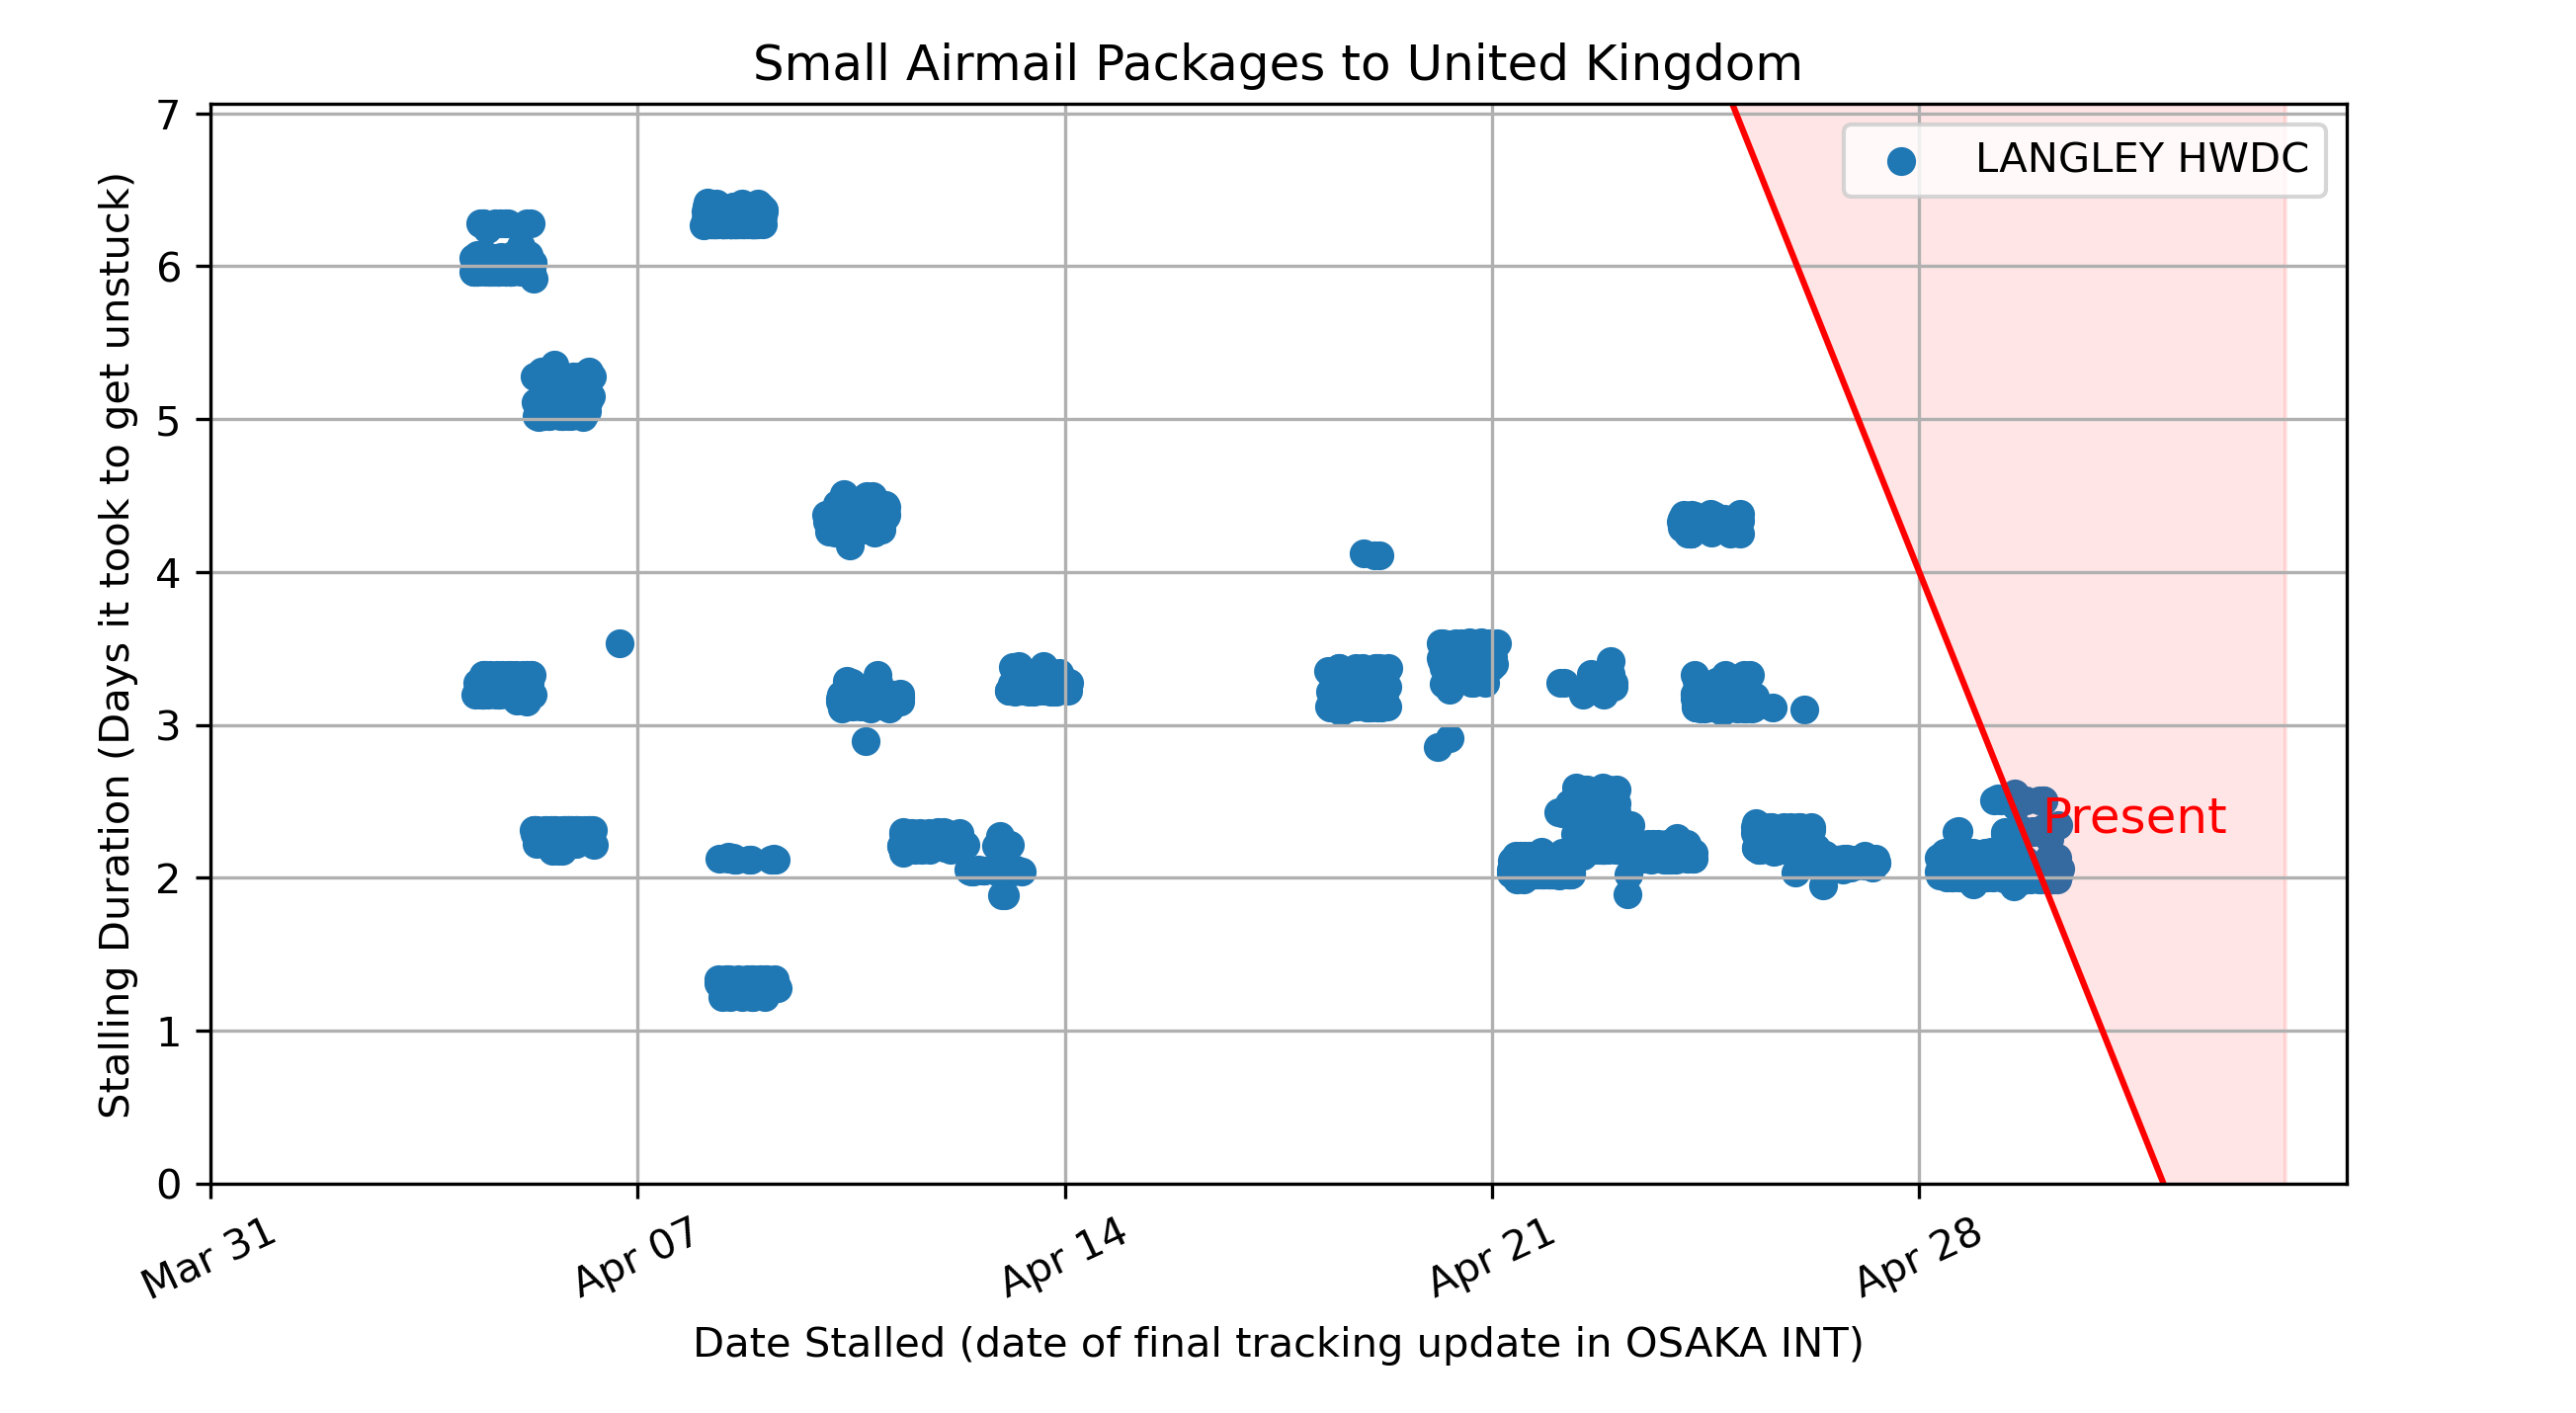 Small Airmail Packages to United Kingdom
LANGLEY HWDC
Stalling Duration (Days it took to get unstuck)
7
6
5
4
3
2
1
0
Present
Mar 31
Apr 07
Apr 14
Apr 21
Apr 28
Date Stalled (date of final tracking update in OSAKA INT)